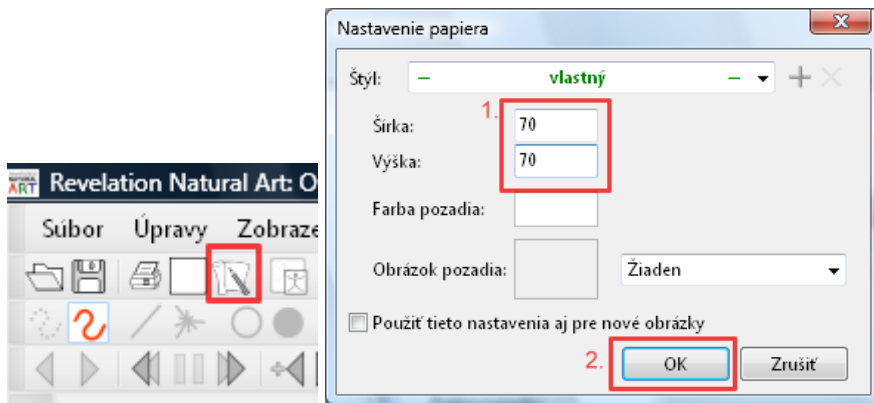 Nastavenie papiera
Štýl: – vlastný –
1.
Šírka: 70
Výška: 70
Farba pozadia:
Obrázok pozadia: Žiaden
Použiť tieto nastavenia aj pre nové obrázky
2. OK Zrušiť
ART Revelation Natural Art: O
Súbor Úpravy Zobraze